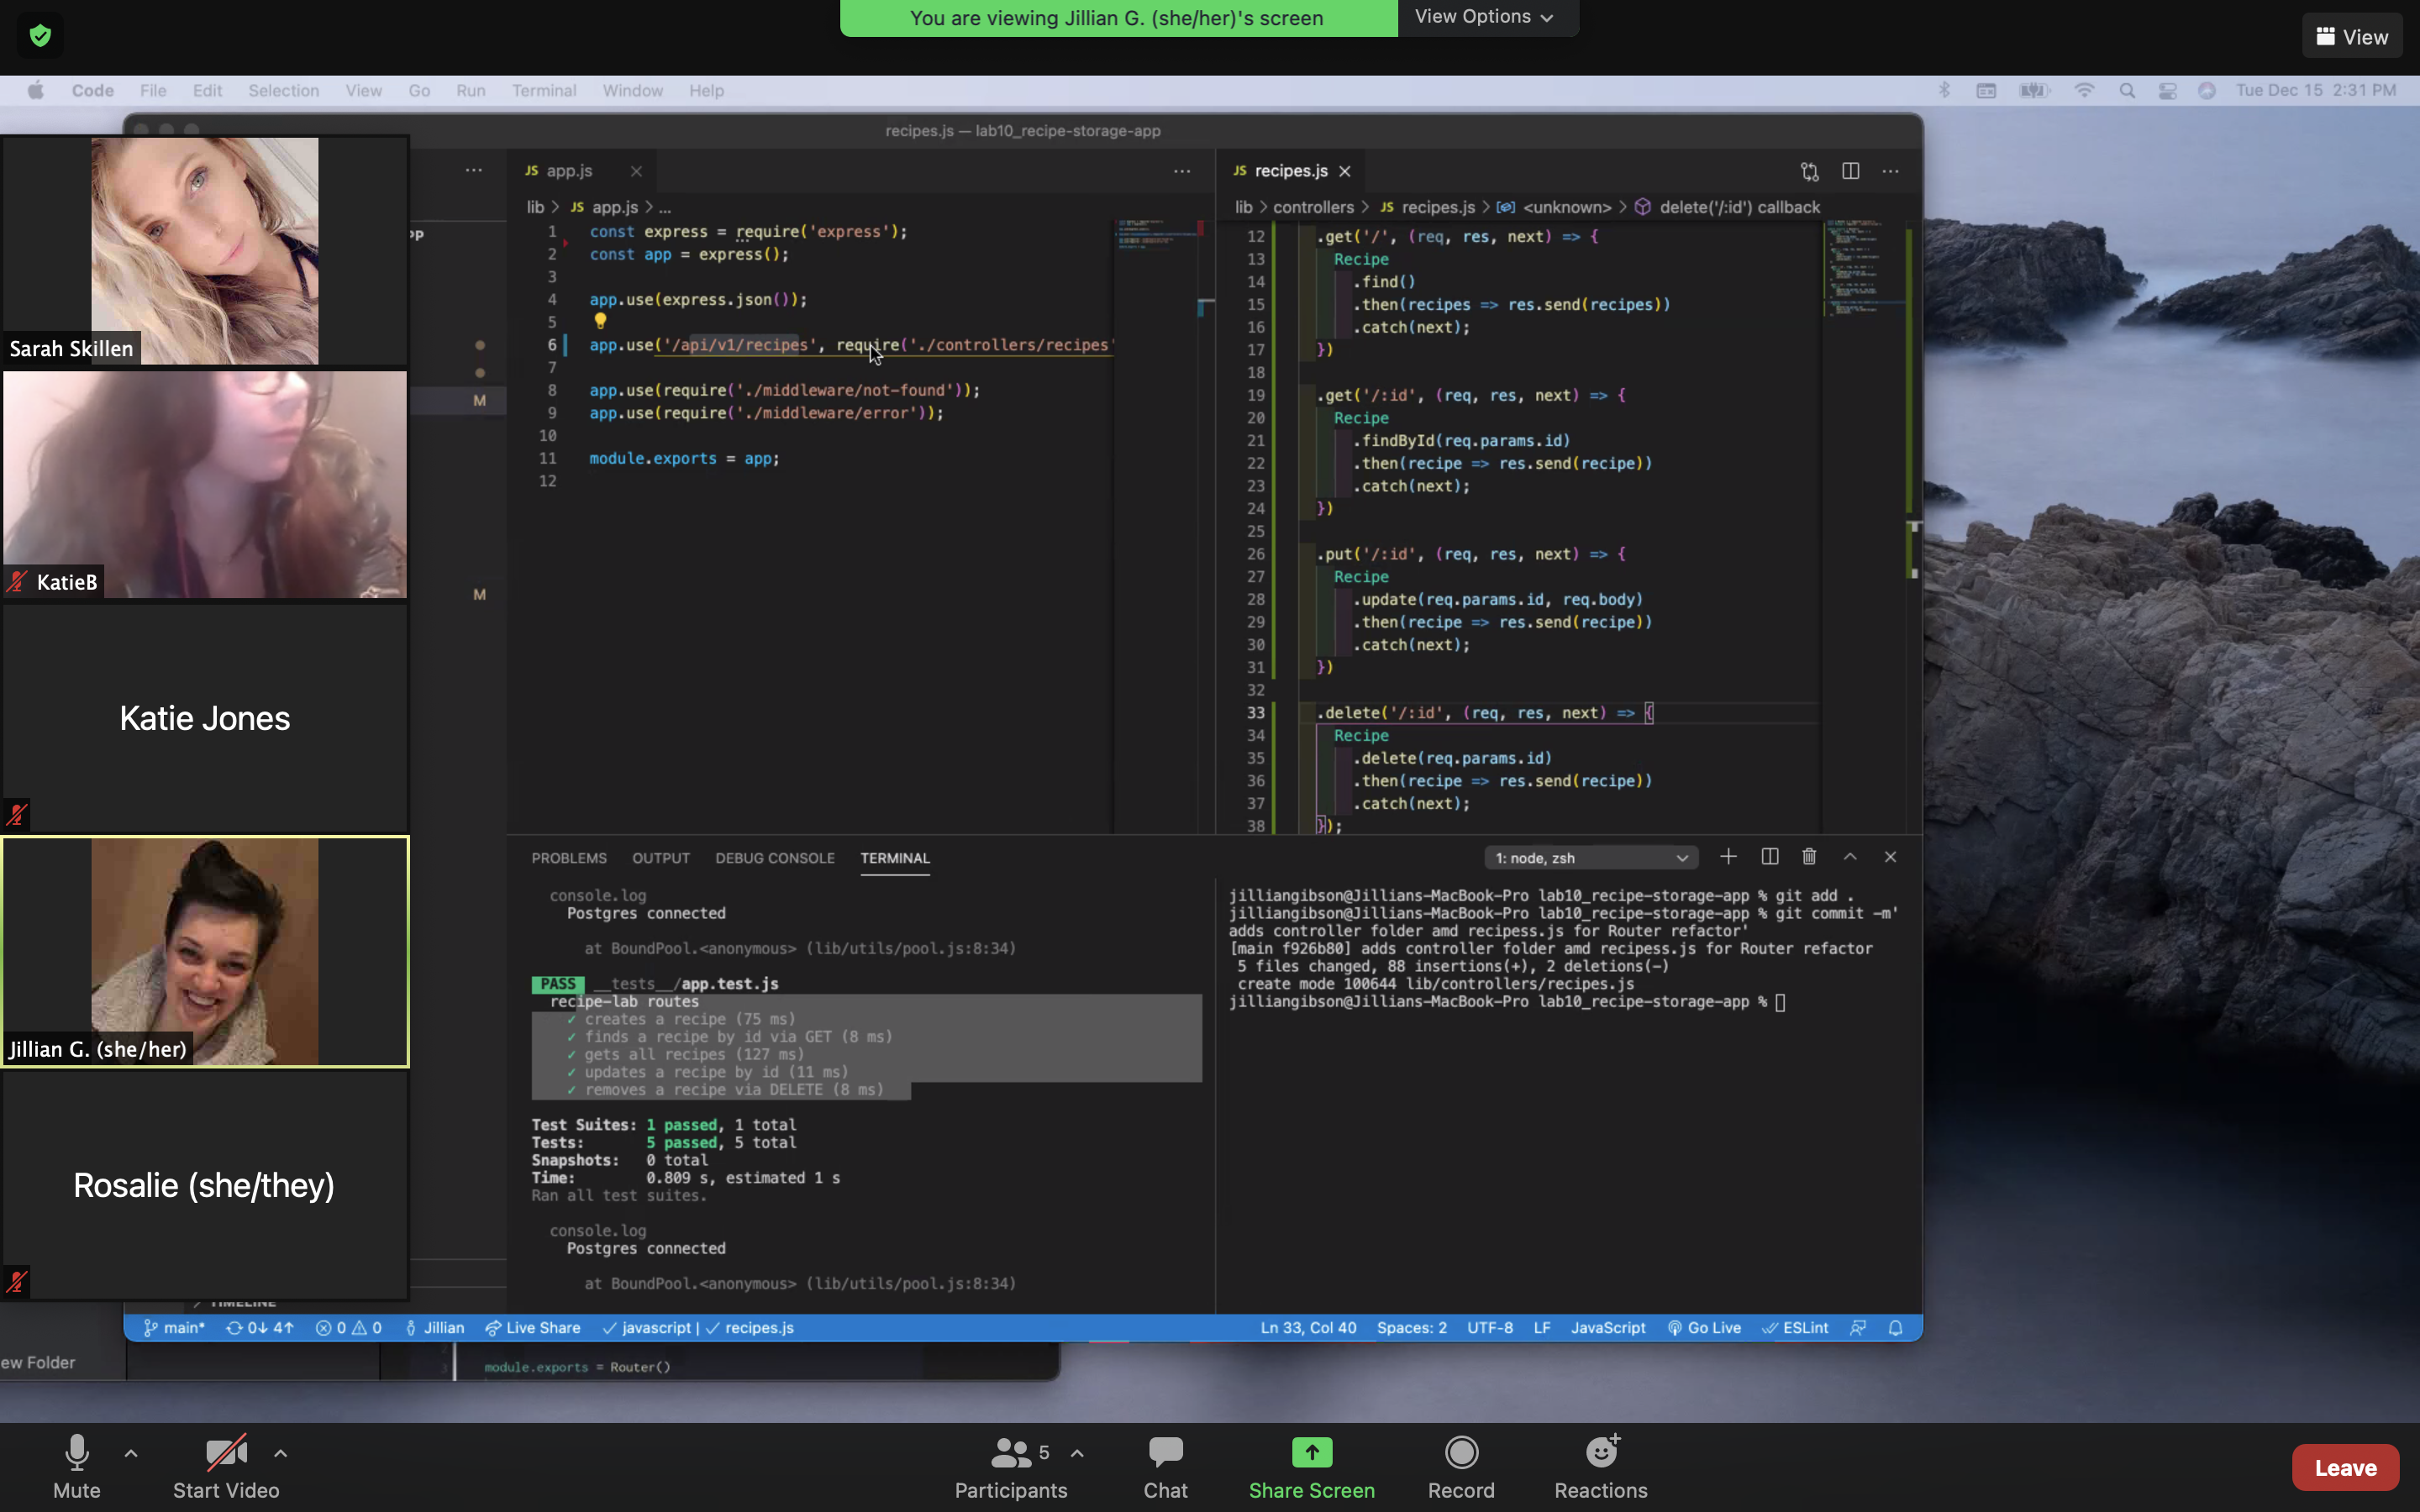 You are viewing Jillian G. (she/her)'s screen
View Options
View
Code File Edit Selection View Go Run Terminal Window Help
Tue Dec 15 2:31 PM
recipes.js — lab10_recipe-storage-app
Sarah Skillen
KatieB
Katie Jones
Jillian G. (she/her)
Rosalie (she/they)
pp
M
M
TIMELINE
JS app.js
lib > JS app.js > ...
1 const express = require('express');
2 const app = express();
3
4 app.use(express.json());
5
6 app.use('/api/v1/recipes', require('./controllers/recipes'
7
8 app.use(require('./middleware/not-found'));
9 app.use(require('./middleware/error'));
10
11 module.exports = app;
12
JS recipes.js
lib > controllers > JS recipes.js > <unknown> > delete('/:id') callback
12 .get('/', (req, res, next) => {
13 Recipe
14 .find()
15 .then(recipes => res.send(recipes))
16 .catch(next);
17 })
18
19 .get('/:id', (req, res, next) => {
20 Recipe
21 .findById(req.params.id)
22 .then(recipe => res.send(recipe))
23 .catch(next);
24 })
25
26 .put('/:id', (req, res, next) => {
27 Recipe
28 .update(req.params.id, req.body)
29 .then(recipe => res.send(recipe))
30 .catch(next);
31 })
32
33 .delete('/:id', (req, res, next) => {
34 Recipe
35 .delete(req.params.id)
36 .then(recipe => res.send(recipe))
37 .catch(next);
38 });
PROBLEMS OUTPUT DEBUG CONSOLE TERMINAL
1: node, zsh
console.log
Postgres connected
at BoundPool.<anonymous> (lib/utils/pool.js:8:34)
PASS __tests__/app.test.js
recipe-lab routes
✓ creates a recipe (75 ms)
✓ finds a recipe by id via GET (8 ms)
✓ gets all recipes (127 ms)
✓ updates a recipe by id (11 ms)
✓ removes a recipe via DELETE (8 ms)
Test Suites: 1 passed, 1 total
Tests: 5 passed, 5 total
Snapshots: 0 total
Time: 0.809 s, estimated 1 s
Ran all test suites.
console.log
Postgres connected
at BoundPool.<anonymous> (lib/utils/pool.js:8:34)
jilliangibson@Jillians-MacBook-Pro lab10_recipe-storage-app % git add .
jilliangibson@Jillians-MacBook-Pro lab10_recipe-storage-app % git commit -m'
adds controller folder amd recipess.js for Router refactor'
[main f926b80] adds controller folder amd recipess.js for Router refactor
5 files changed, 88 insertions(+), 2 deletions(-)
create mode 100644 lib/controllers/recipes.js
jilliangibson@Jillians-MacBook-Pro lab10_recipe-storage-app %
main* 0↓ 4↑ 0 0 Jillian Live Share ✓ javascript | ✓ recipes.js
Ln 33, Col 40 Spaces: 2 UTF-8 LF JavaScript Go Live ESLint
ew Folder
2
3 module.exports = Router()
Mute
Start Video
5
Participants
Chat
Share Screen
Record
Reactions
Leave